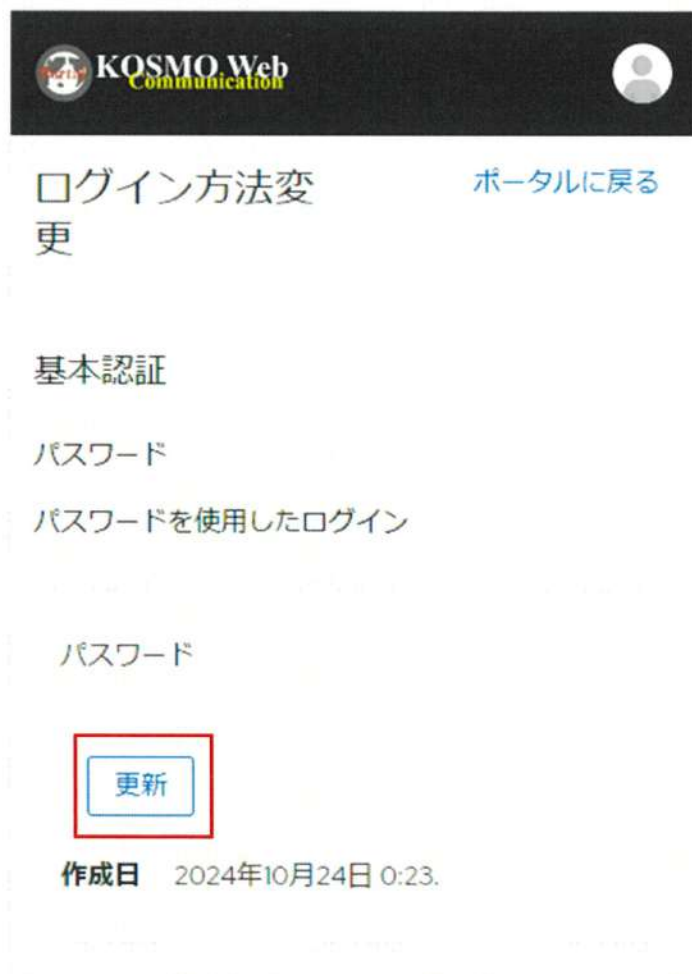 KOSMO Web
Communication
ログイン方法変
更
ポータルに戻る
基本認証
パスワード
パスワードを使用したログイン
パスワード
更新
作成日 2024年10月24日 0:23.